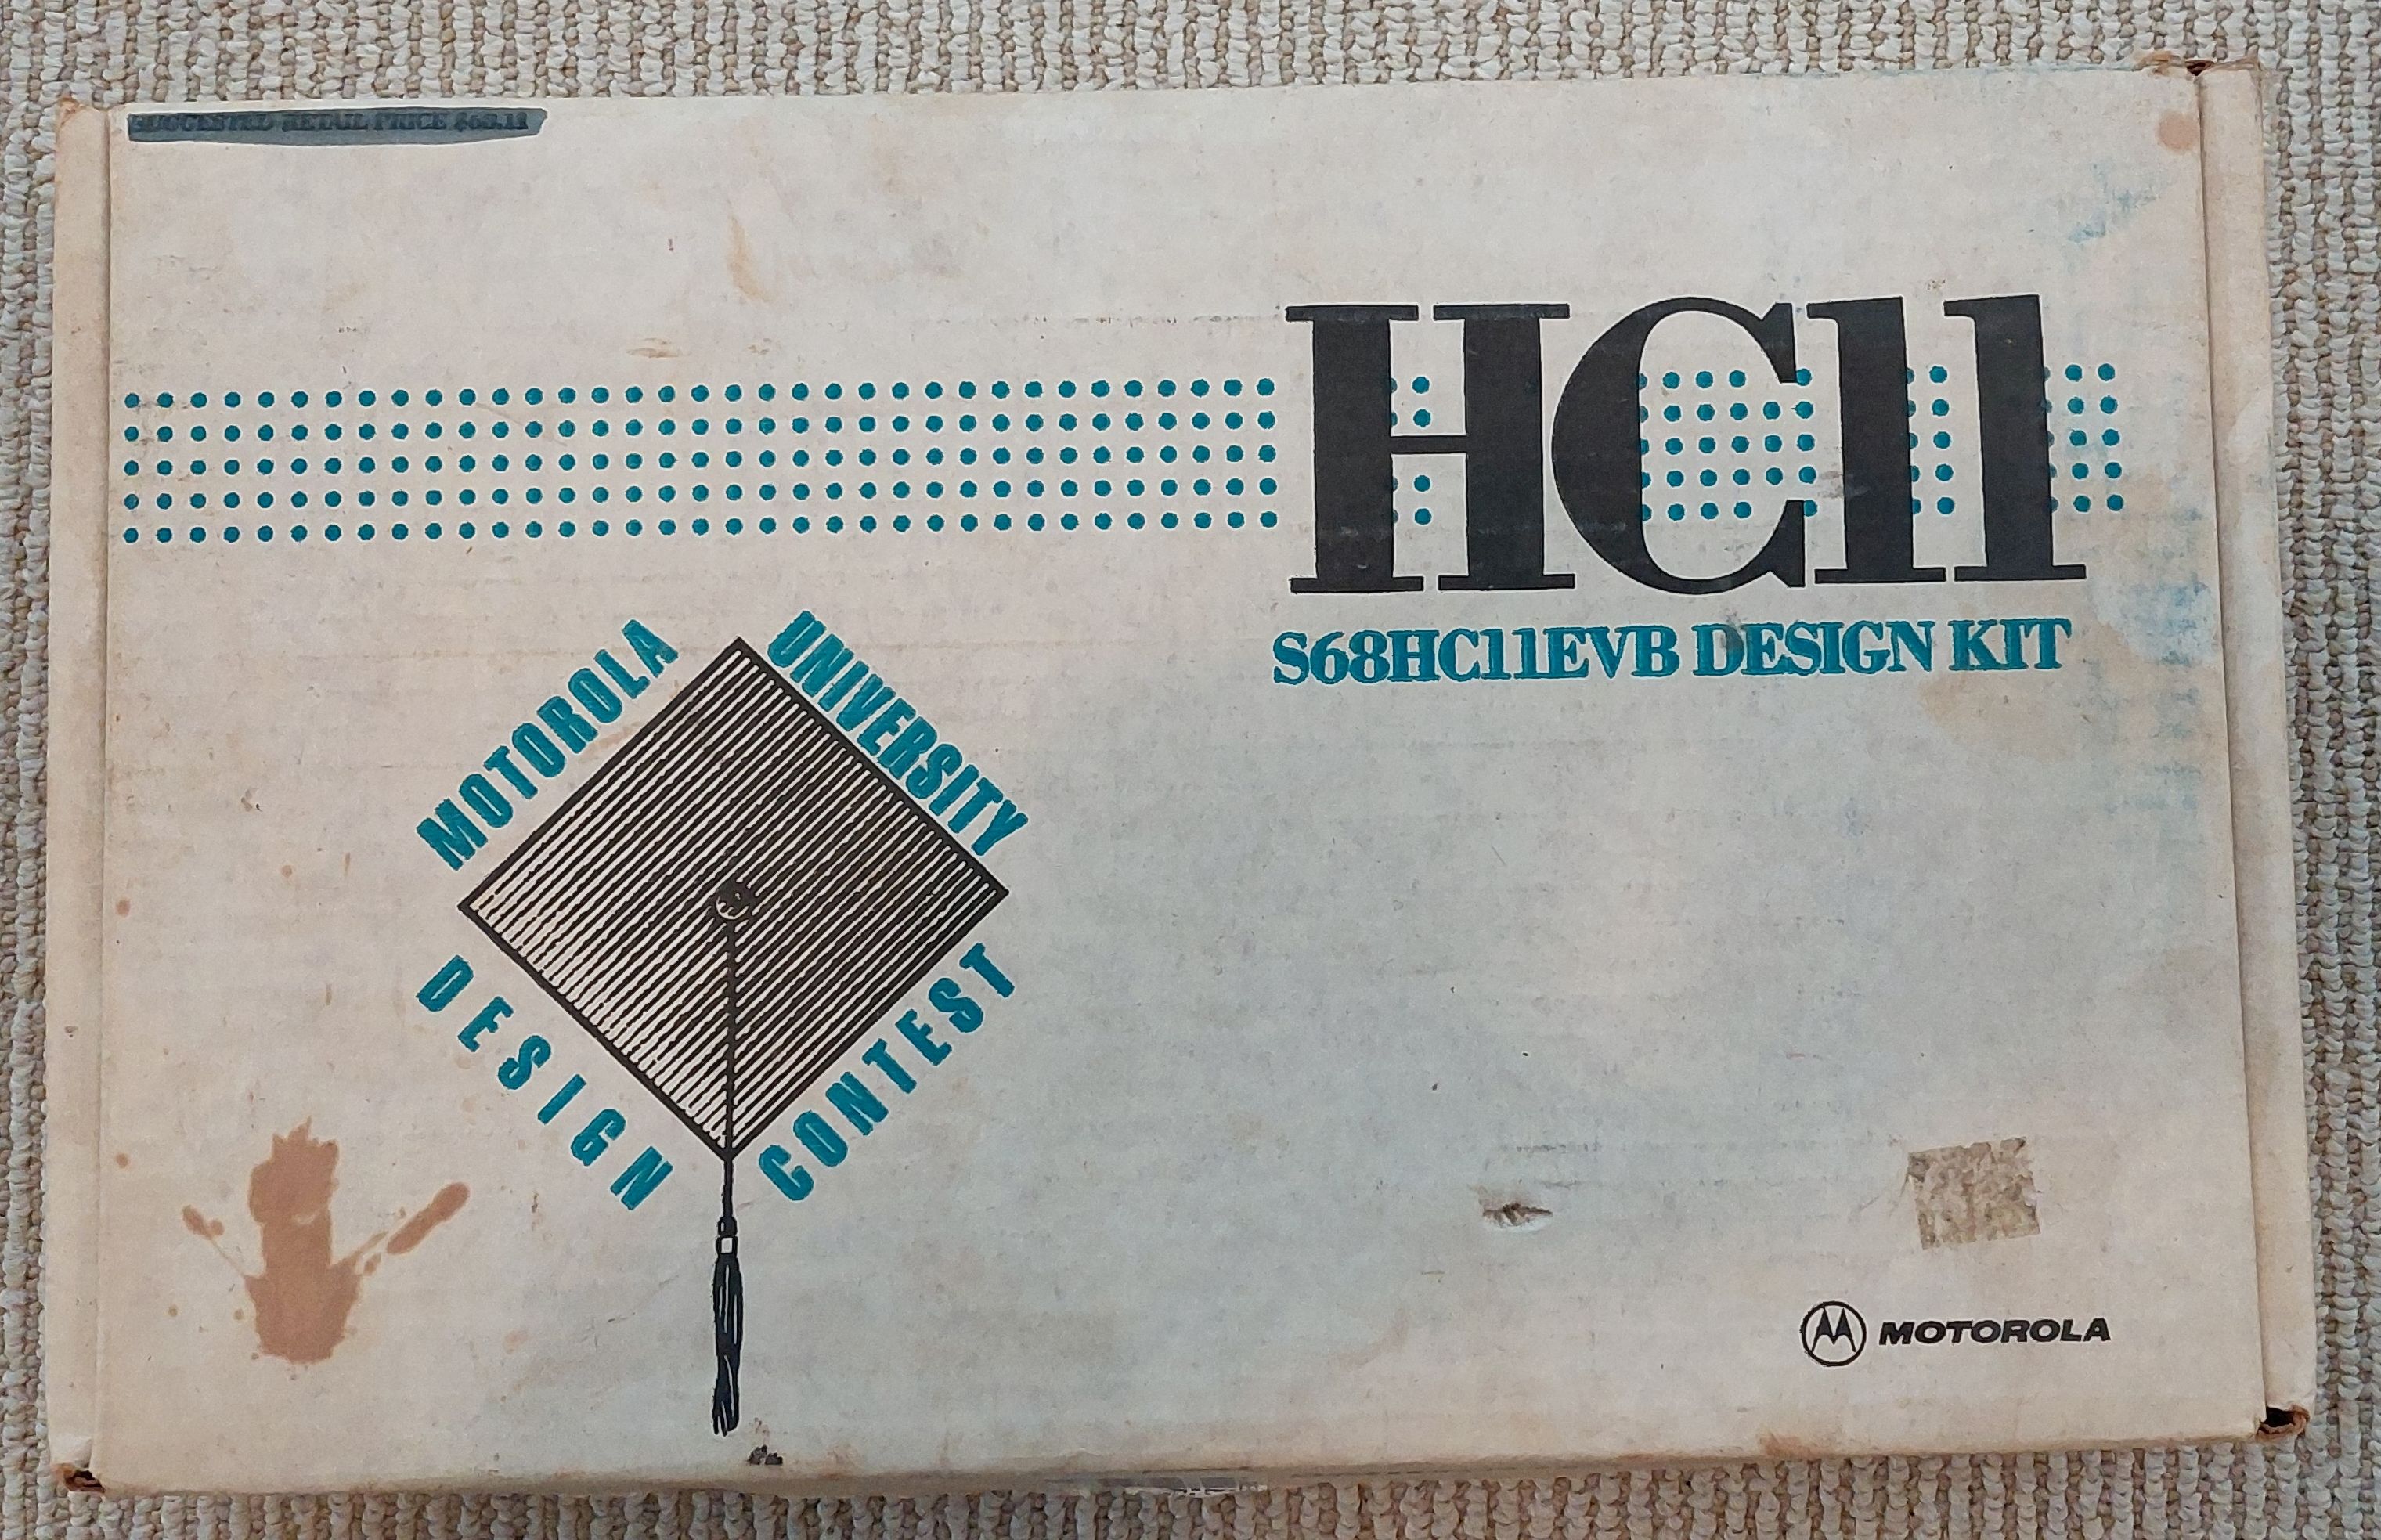 SUGGESTED RETAIL PRICE
HC11
S68HC11EVB DESIGN KIT
MOTOROLA
UNIVERSITY
DESIGN
CONTEST
MOTOROLA